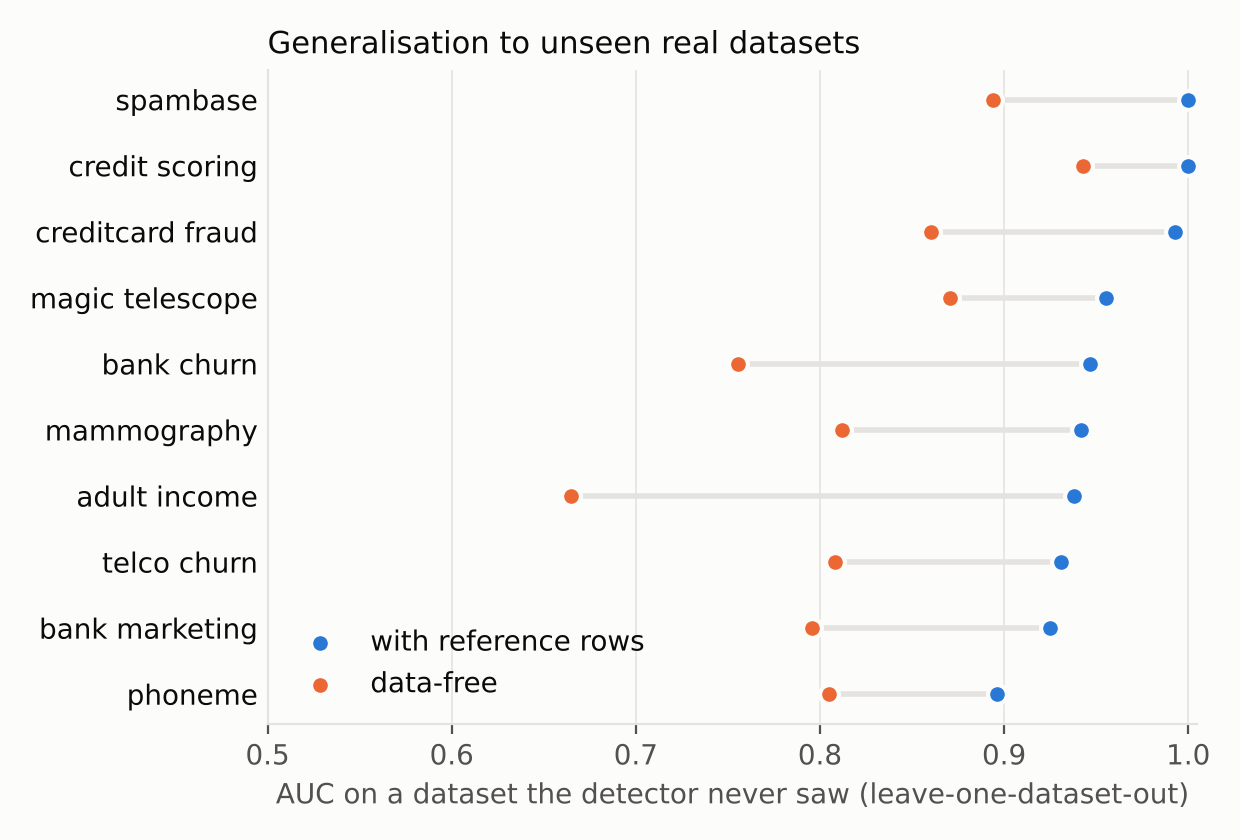 Generalisation to unseen real datasets
spambase
credit scoring
creditcard fraud
magic telescope
bank churn
mammography
adult income
telco churn
bank marketing
phoneme
with reference rows
data-free
0.5 0.6 0.7 0.8 0.9 1.0
AUC on a dataset the detector never saw (leave-one-dataset-out)